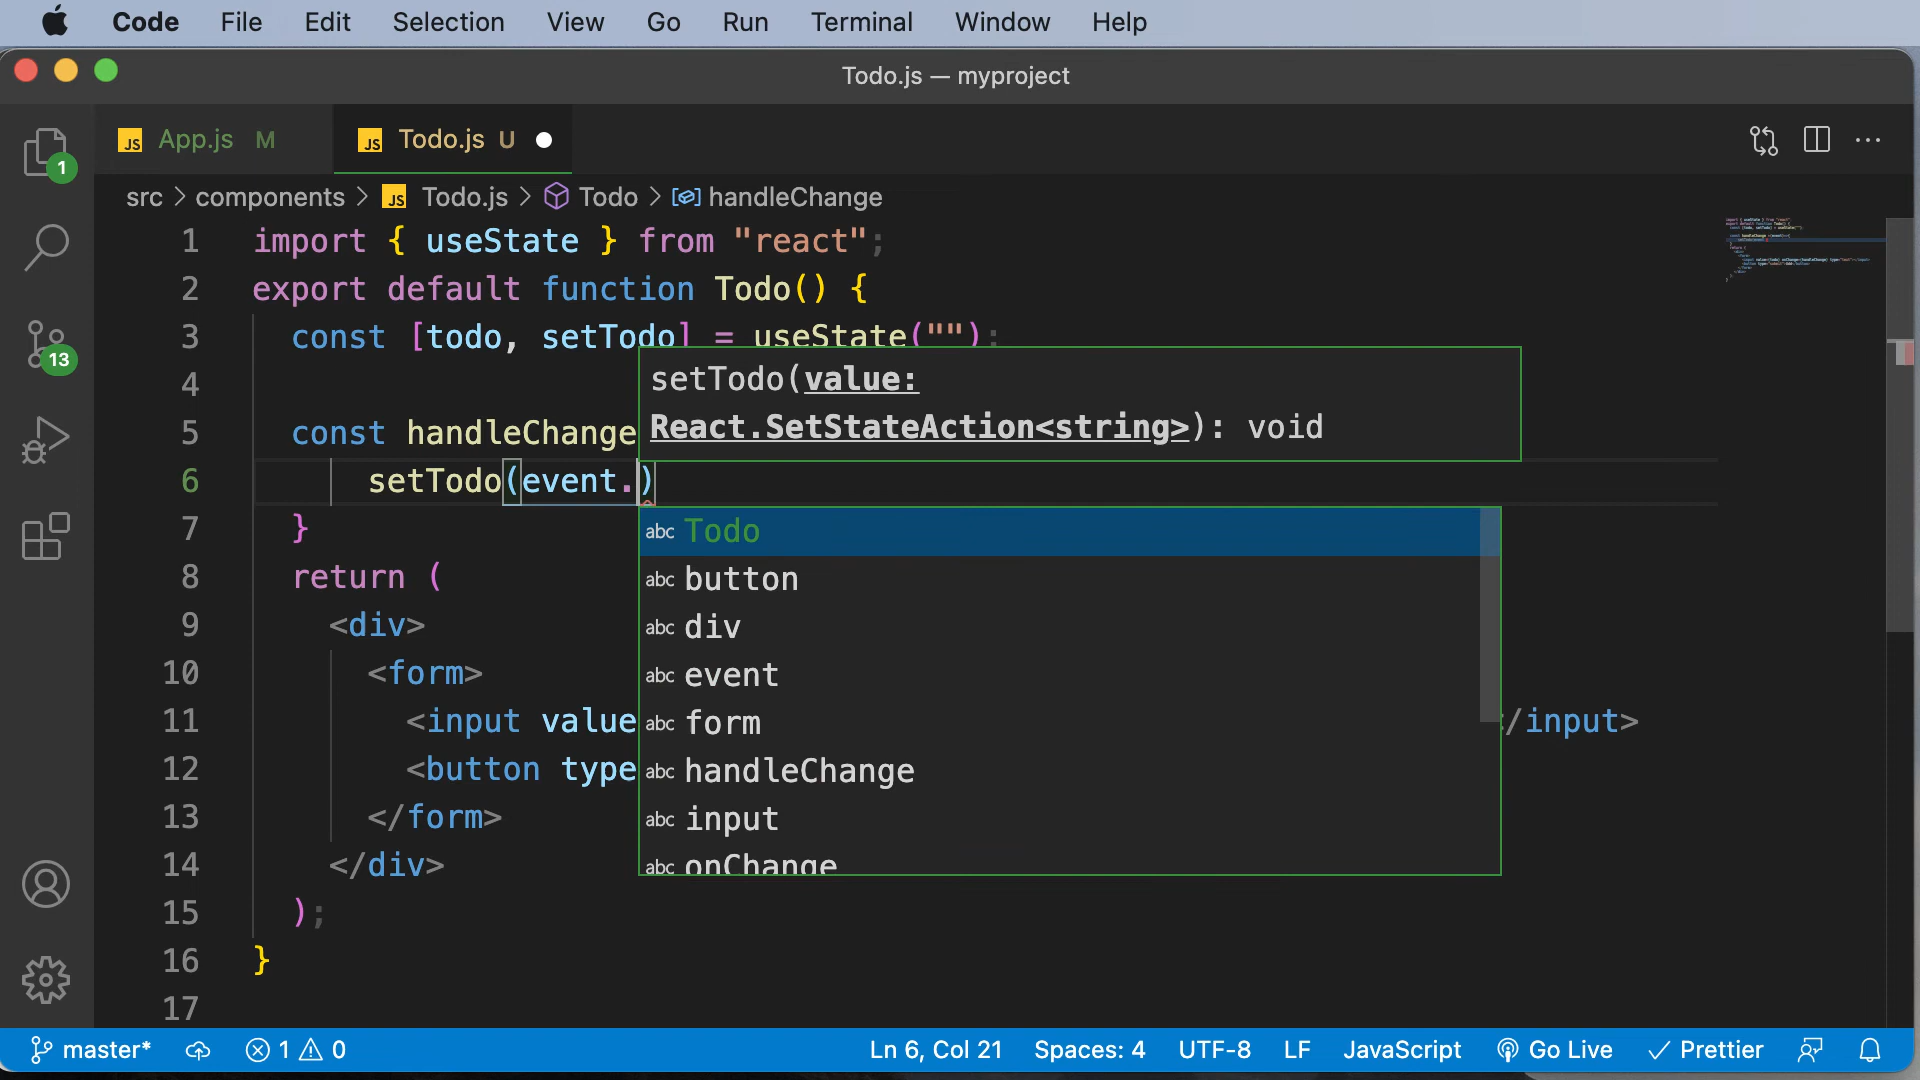 Code File Edit Selection View Go Run Terminal Window Help
Todo.js — myproject
JS App.js M JS Todo.js U
src > components > JS Todo.js > Todo > handleChange
1 import { useState } from "react";
2 export default function Todo() {
3 const [todo, setTodo] = useState("");
4
setTodo(value:
5 const handleChange React.SetStateAction<string>): void
6 setTodo(event.)
7 }
abc Todo
8 return (
abc button
9 <div>
abc div
10 <form>
abc event
11 <input value abc form </input>
12 <button type abc handleChange
13 </form>
abc input
14 </div>
abc onChange
15 );
16 }
17
1
13
master* 1 0 Ln 6, Col 21 Spaces: 4 UTF-8 LF JavaScript Go Live Prettier